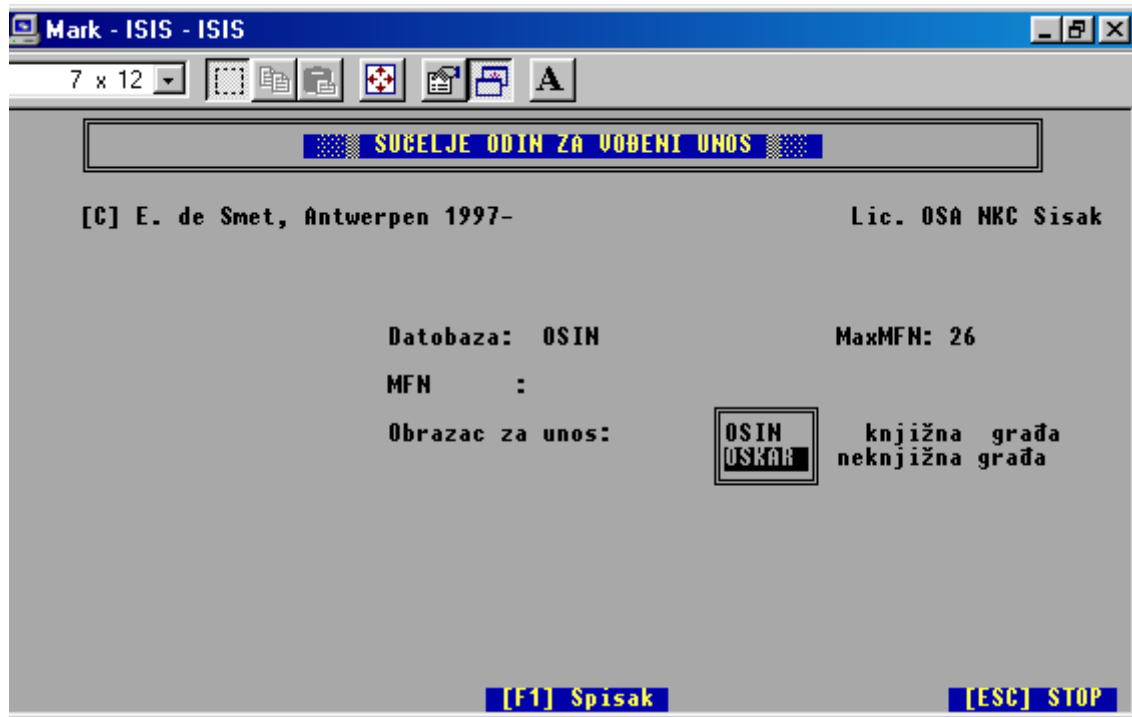 Mark - ISIS - ISIS
7 x 12 A
SUČELJE ODIN ZA VOĐENI UNOS
[C] E. de Smet, Antwerpen 1997- Lic. OSA NKC Sisak
Datobaza: OSIN MaxMFN: 26
MFN :
Obrazac za unos: OSIN knjižna građa
OSKAR neknjižna građa
[F1] Spisak [ESC] STOP